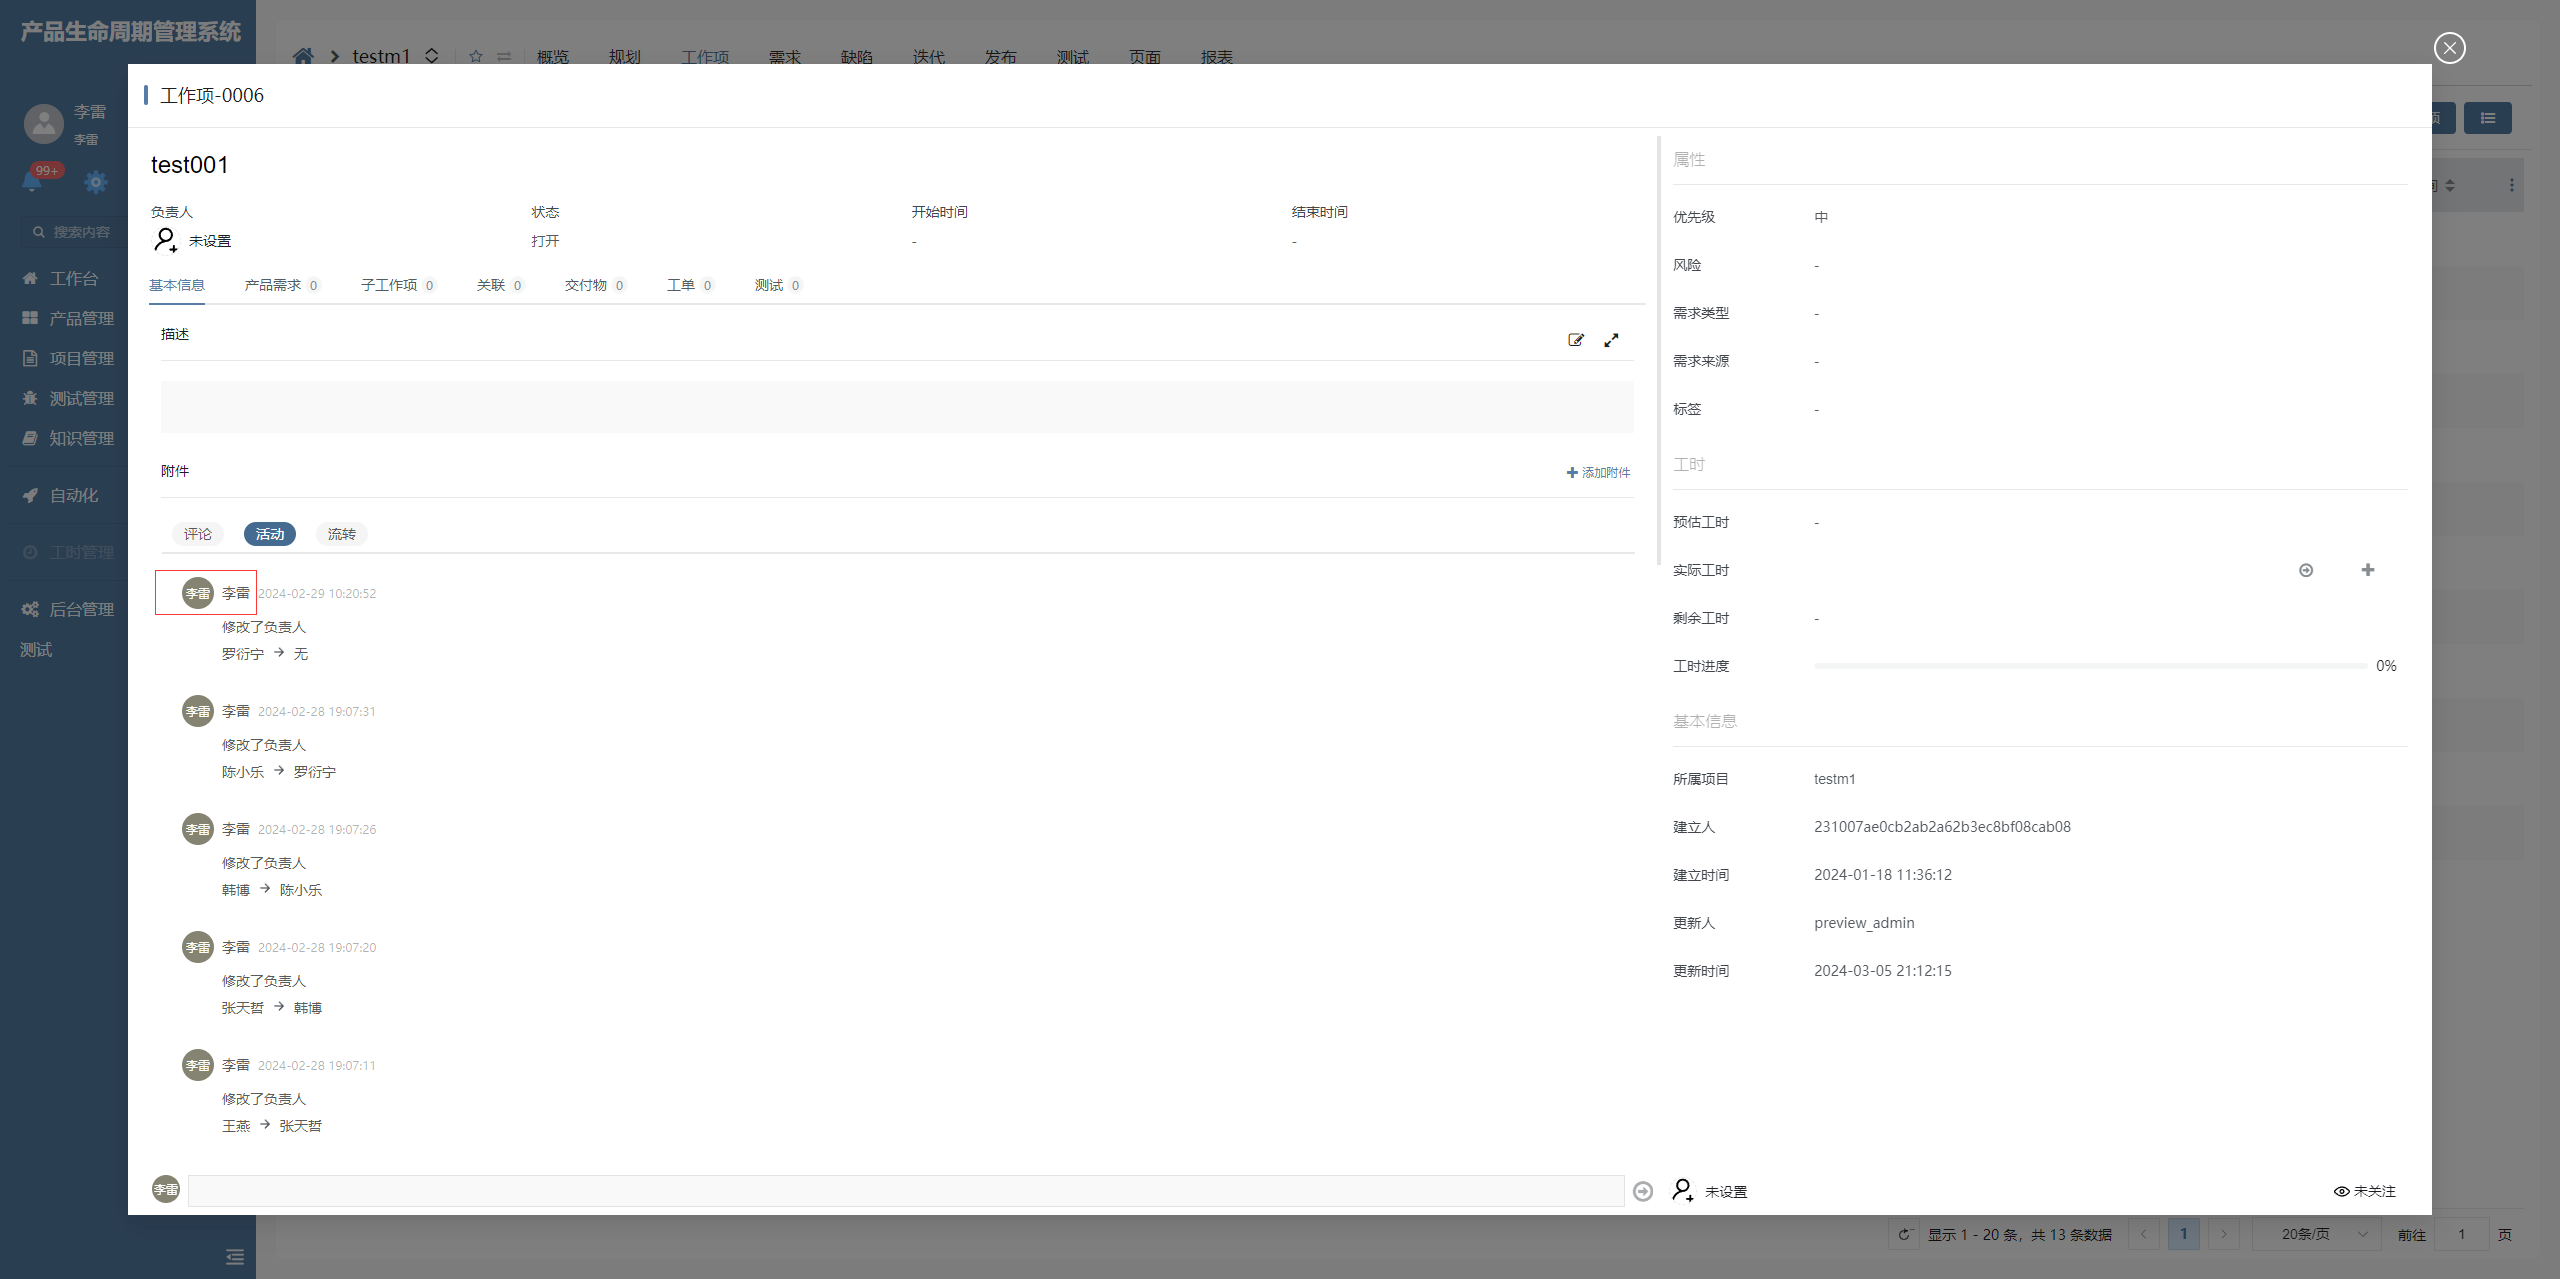 产品生命周期管理系统
testm1 概览 规划 工作项 需求 缺陷 迭代 发布 测试 页面 报表
李雷
李雷
99+
搜索内容
工作台
产品管理
项目管理
测试管理
知识管理
自动化
工时管理
后台管理
测试
工作项-0006
test001
负责人 状态 开始时间 结束时间
未设置 打开 - -
基本信息 产品需求 0 子工作项 0 关联 0 交付物 0 工单 0 测试 0
描述
附件 添加附件
评论 活动 流转
李雷 李雷 2024-02-29 10:20:52
修改了负责人
罗衍宁 → 无
李雷 李雷 2024-02-28 19:07:31
修改了负责人
陈小乐 → 罗衍宁
李雷 李雷 2024-02-28 19:07:26
修改了负责人
韩博 → 陈小乐
李雷 李雷 2024-02-28 19:07:20
修改了负责人
张天哲 → 韩博
李雷 李雷 2024-02-28 19:07:11
修改了负责人
王燕 → 张天哲
李雷
属性
优先级 中
风险 -
需求类型 -
需求来源 -
标签 -
工时
预估工时 -
实际工时
剩余工时 -
工时进度 0%
基本信息
所属项目 testm1
建立人 231007ae0cb2ab2a62b3ec8bf08cab08
建立时间 2024-01-18 11:36:12
更新人 preview_admin
更新时间 2024-03-05 21:12:15
未设置 未关注
显示 1 - 20 条，共 13 条数据 1 20条/页 前往 1 页